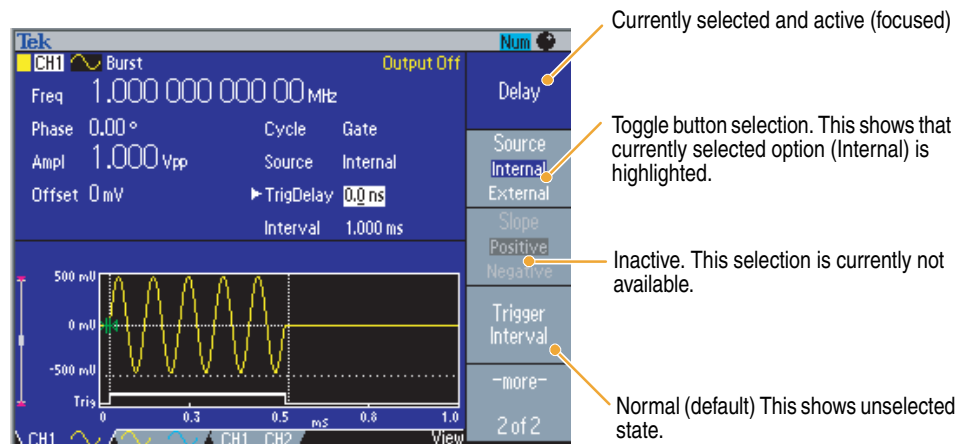 Tek
Num
CH1 Burst Output Off
Freq 1.000 000 000 00 MHz
Phase 0.00 °
Cycle Gate
Ampl 1.000 Vpp
Source Internal
Offset 0 mV
TrigDelay 0.0 ns
Interval 1.000 ms
500 mV
0 mV
-500 mV
Trig
0 0.3 0.5 ms 0.8 1.0
CH1 CH1 CH2 View
Delay
Source
Internal
External
Slope
Positive
Negative
Trigger
Interval
-more-
2 of 2
Currently selected and active (focused)
Toggle button selection. This shows that
currently selected option (Internal) is
highlighted.
Inactive. This selection is currently not
available.
Normal (default) This shows unselected
state.